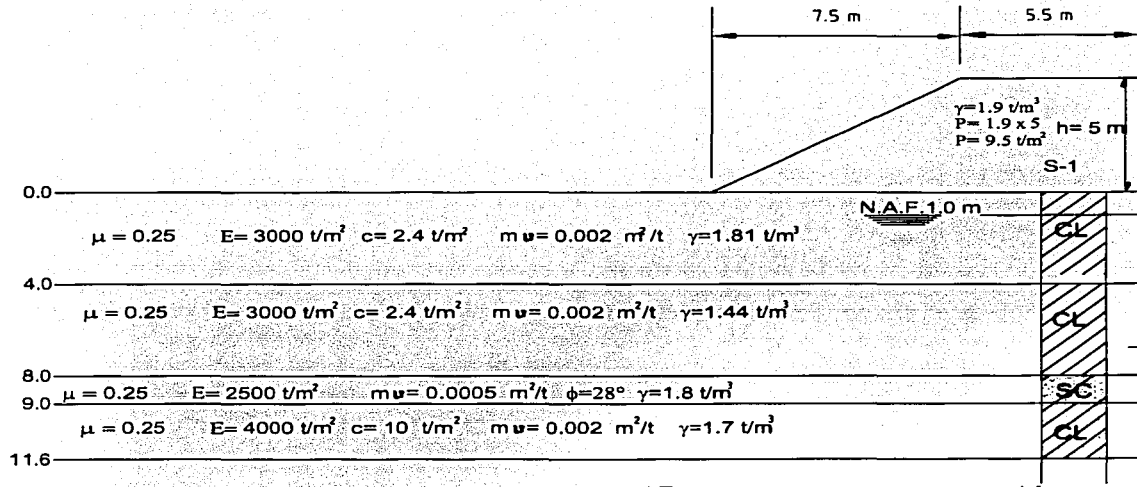 7.5 m 5.5 m
γ=1.9 t/m³
P= 1.9 x 5 h= 5 m
P= 9.5 t/m²
S-1
0.0
N.A.F. 1.0 m
μ = 0.25 E= 3000 t/m² c= 2.4 t/m² mv= 0.002 m²/t γ=1.81 t/m³ CL
4.0
μ = 0.25 E= 3000 t/m² c= 2.4 t/m² mv= 0.002 m²/t γ=1.44 t/m³ CL
8.0
μ = 0.25 E= 2500 t/m² mv= 0.0005 m²/t ϕ=28° γ=1.8 t/m³ SC
9.0
μ = 0.25 E= 4000 t/m² c= 10 t/m² mv= 0.002 m²/t γ=1.7 t/m³ CL
11.6